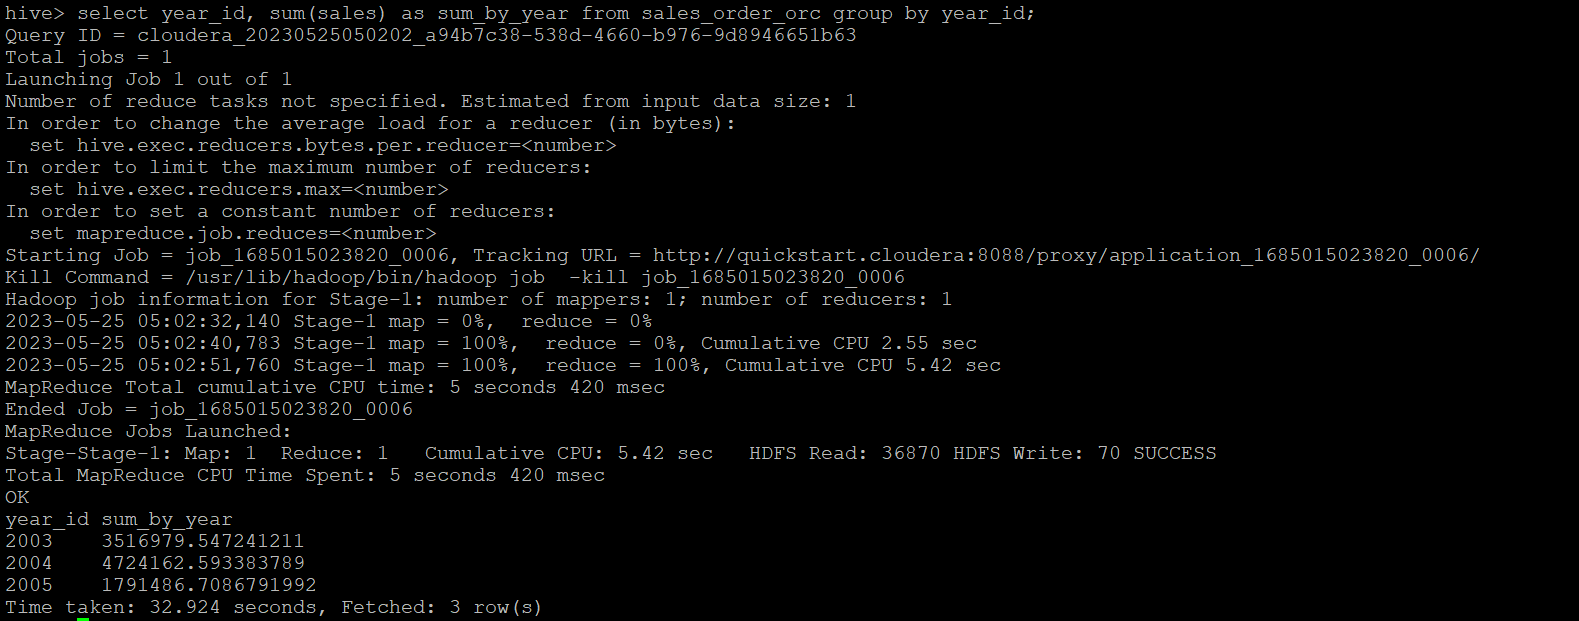 hive> select year_id, sum(sales) as sum_by_year from sales_order_orc group by year_id;
Query ID = cloudera_20230525050202_a94b7c38-538d-4660-b976-9d8946651b63
Total jobs = 1
Launching Job 1 out of 1
Number of reduce tasks not specified. Estimated from input data size: 1
In order to change the average load for a reducer (in bytes):
  set hive.exec.reducers.bytes.per.reducer=<number>
In order to limit the maximum number of reducers:
  set hive.exec.reducers.max=<number>
In order to set a constant number of reducers:
  set mapreduce.job.reduces=<number>
Starting Job = job_1685015023820_0006, Tracking URL = http://quickstart.cloudera:8088/proxy/application_1685015023820_0006/
Kill Command = /usr/lib/hadoop/bin/hadoop job  -kill job_1685015023820_0006
Hadoop job information for Stage-1: number of mappers: 1; number of reducers: 1
2023-05-25 05:02:32,140 Stage-1 map = 0%,  reduce = 0%
2023-05-25 05:02:40,783 Stage-1 map = 100%,  reduce = 0%, Cumulative CPU 2.55 sec
2023-05-25 05:02:51,760 Stage-1 map = 100%,  reduce = 100%, Cumulative CPU 5.42 sec
MapReduce Total cumulative CPU time: 5 seconds 420 msec
Ended Job = job_1685015023820_0006
MapReduce Jobs Launched:
Stage-Stage-1: Map: 1  Reduce: 1   Cumulative CPU: 5.42 sec   HDFS Read: 36870 HDFS Write: 70 SUCCESS
Total MapReduce CPU Time Spent: 5 seconds 420 msec
OK
year_id sum_by_year
2003    3516979.547241211
2004    4724162.593383789
2005    1791486.7086791992
Time taken: 32.924 seconds, Fetched: 3 row(s)